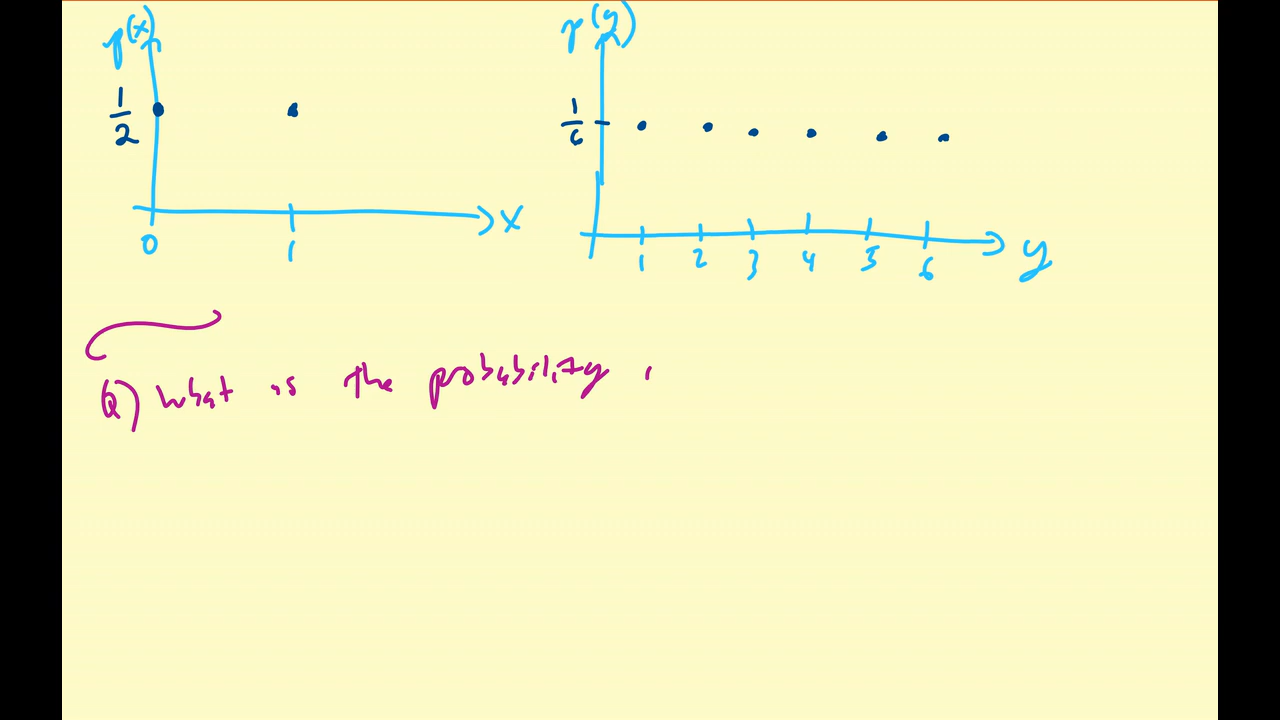 p(x)
1/2
0 1 x
p(y)
1/6
1 2 3 4 5 6 y
Q) what is the probability